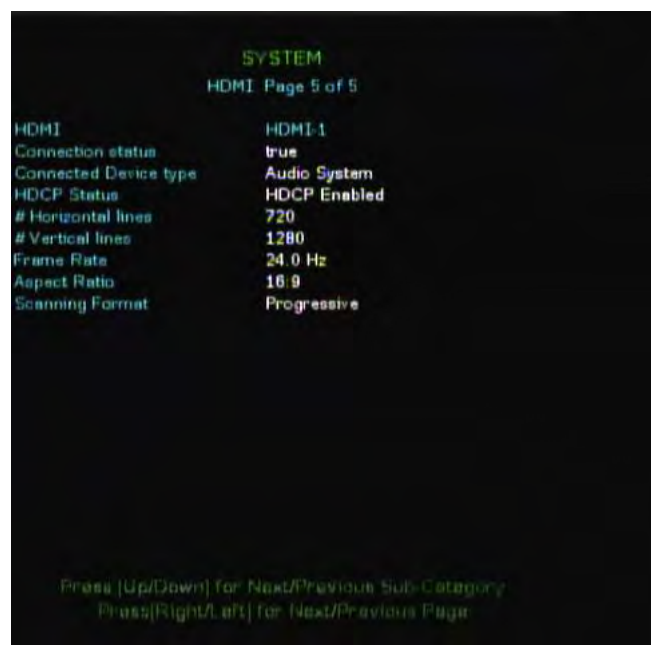 SYSTEM
HDMI Page 5 of 5
HDMI HDMI-1
Connection status true
Connected Device type Audio System
HDCP Status HDCP Enabled
# Horizontal lines 720
# Vertical lines 1280
Frame Rate 24.0 Hz
Aspect Ratio 16:9
Scanning Format Progressive
Press [Up/Down] for Next/Previous Sub-Category
Press[Right/Left] for Next/Previous Page